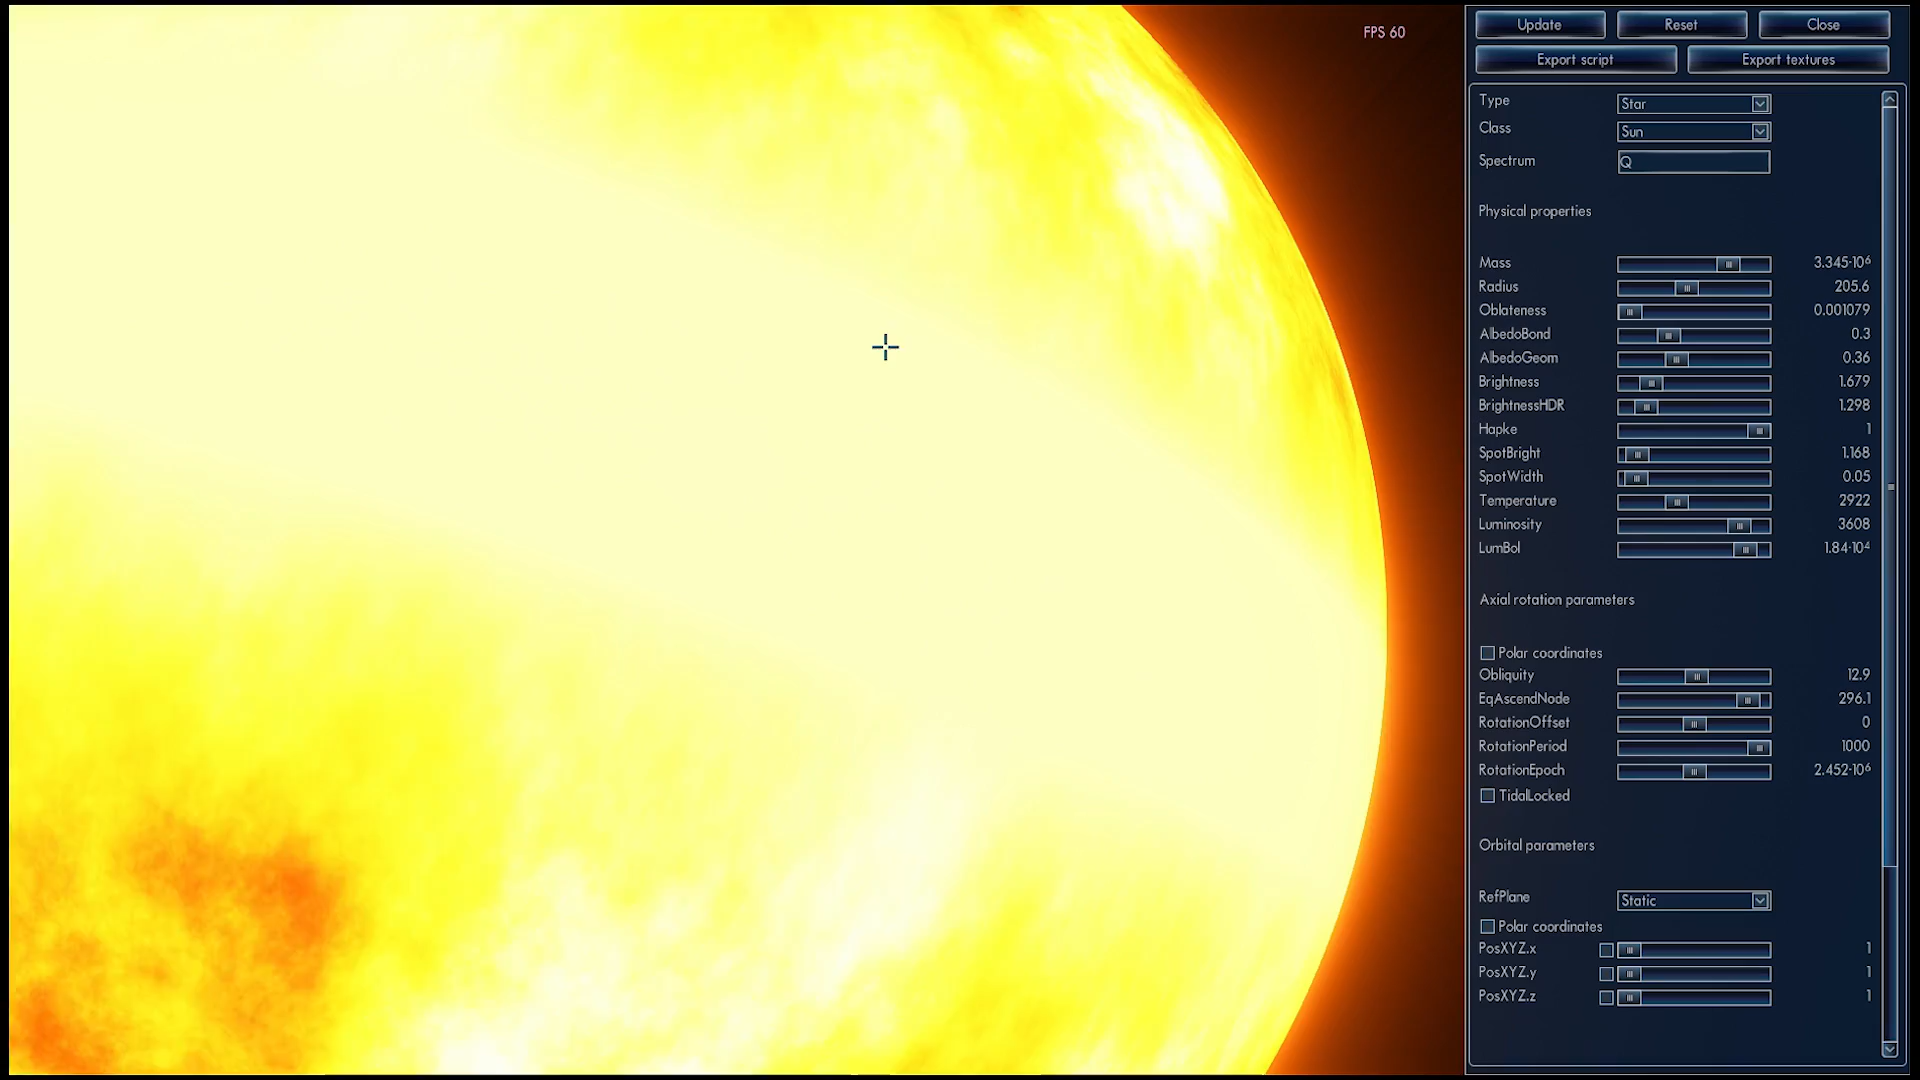 FPS 60
Update Reset Close
Export script Export textures
Type Star
Class Sun
Spectrum Q
Physical properties
Mass 3.345·10⁶
Radius 205.6
Oblateness 0.001079
AlbedoBond 0.3
AlbedoGeom 0.36
Brightness 1.679
BrightnessHDR 1.298
Hapke 1
SpotBright 1.168
SpotWidth 0.05
Temperature 2922
Luminosity 3608
LumBol 1.84·10⁴
Axial rotation parameters
Polar coordinates
Obliquity 12.9
EqAscendNode 296.1
RotationOffset 0
RotationPeriod 1000
RotationEpoch 2.452·10⁶
TidalLocked
Orbital parameters
RefPlane Static
Polar coordinates
PosXYZ.x 1
PosXYZ.y 1
PosXYZ.z 1